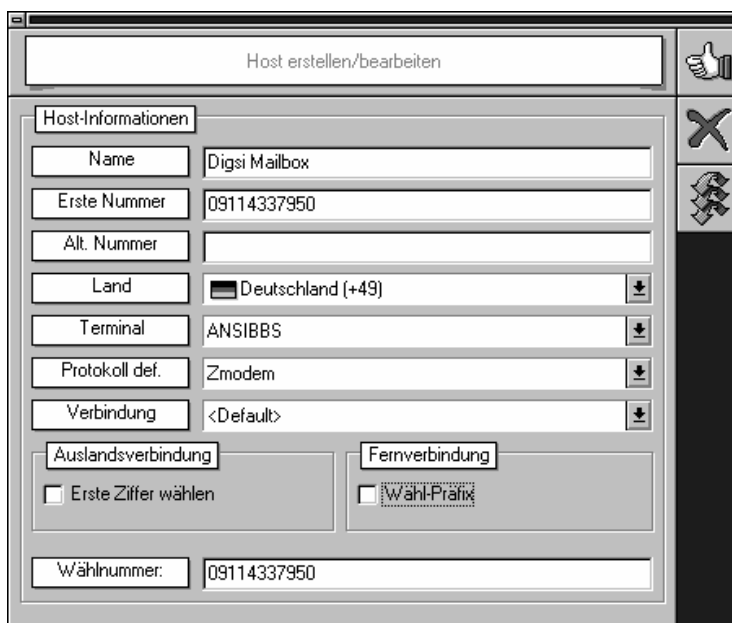 Host erstellen/bearbeiten
Host-Informationen
Name Digsi Mailbox
Erste Nummer 09114337950
Alt. Nummer
Land Deutschland (+49)
Terminal ANSIBBS
Protokoll def. Zmodem
Verbindung <Default>
Auslandsverbindung Fernverbindung
Erste Ziffer wählen Wähl-Präfix
Wählnummer: 09114337950